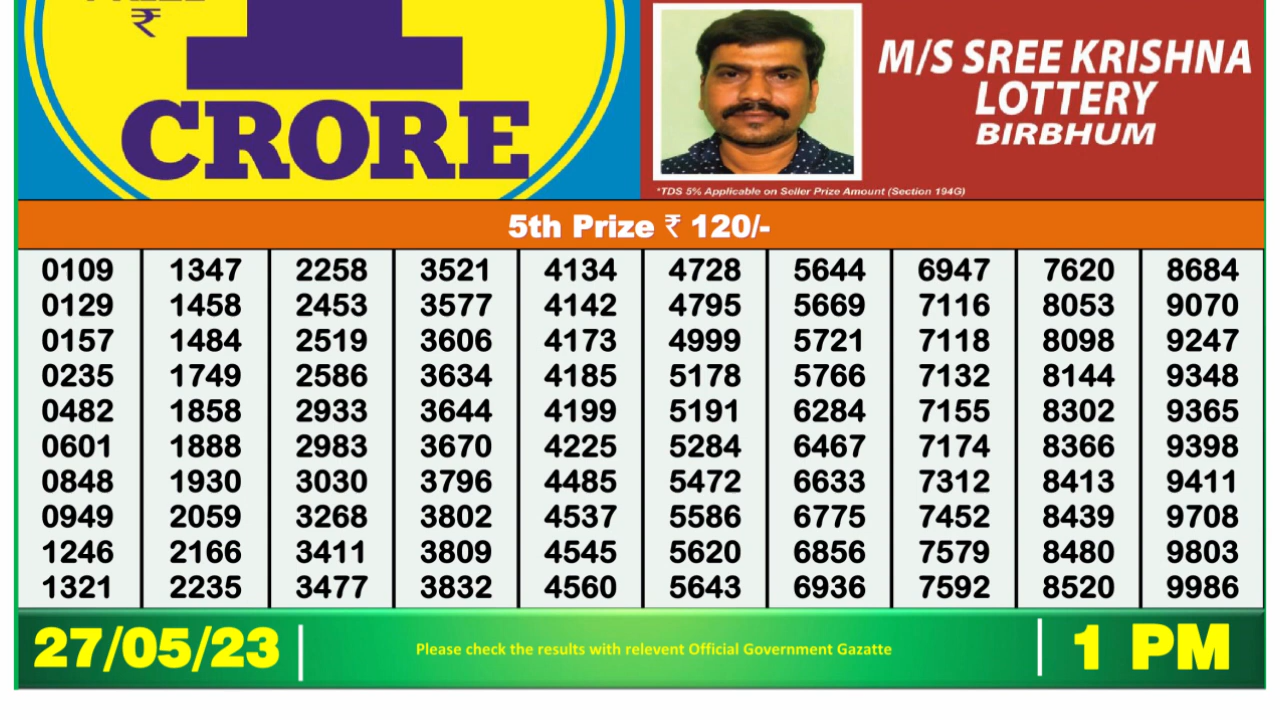 ₹
CRORE
M/S SREE KRISHNA
LOTTERY
BIRBHUM
*TDS 5% Applicable on Seller Prize Amount (Section 194G)
5th Prize ₹ 120/-
0109 1347 2258 3521 4134 4728 5644 6947 7620 8684
0129 1458 2453 3577 4142 4795 5669 7116 8053 9070
0157 1484 2519 3606 4173 4999 5721 7118 8098 9247
0235 1749 2586 3634 4185 5178 5766 7132 8144 9348
0482 1858 2933 3644 4199 5191 6284 7155 8302 9365
0601 1888 2983 3670 4225 5284 6467 7174 8366 9398
0848 1930 3030 3796 4485 5472 6633 7312 8413 9411
0949 2059 3268 3802 4537 5586 6775 7452 8439 9708
1246 2166 3411 3809 4545 5620 6856 7579 8480 9803
1321 2235 3477 3832 4560 5643 6936 7592 8520 9986
27/05/23
Please check the results with relevent Official Government Gazatte
1 PM